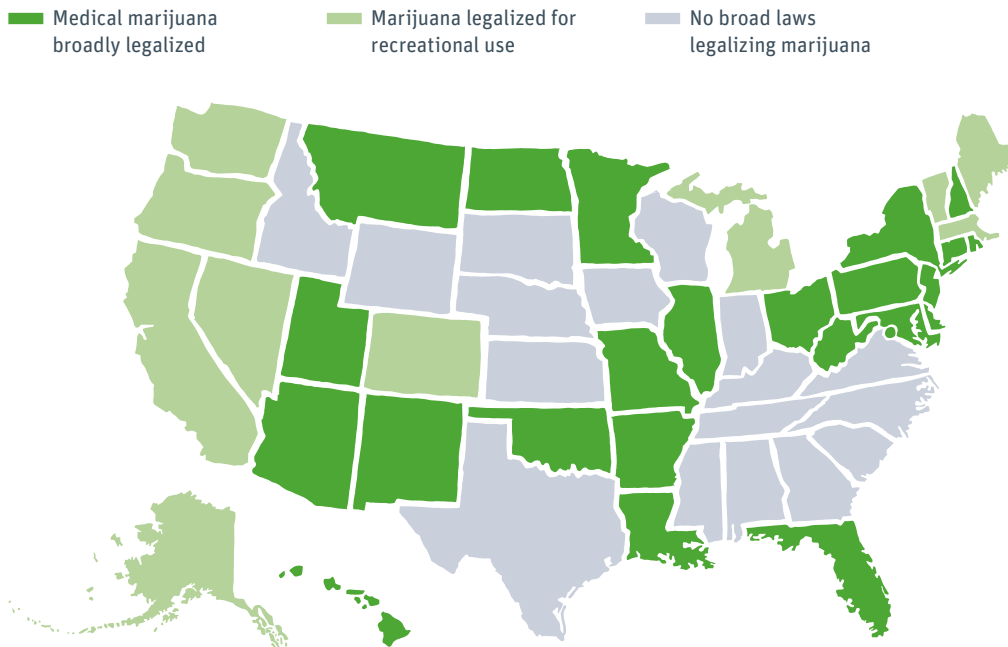 Medical marijuana
broadly legalized
Marijuana legalized for
recreational use
No broad laws
legalizing marijuana